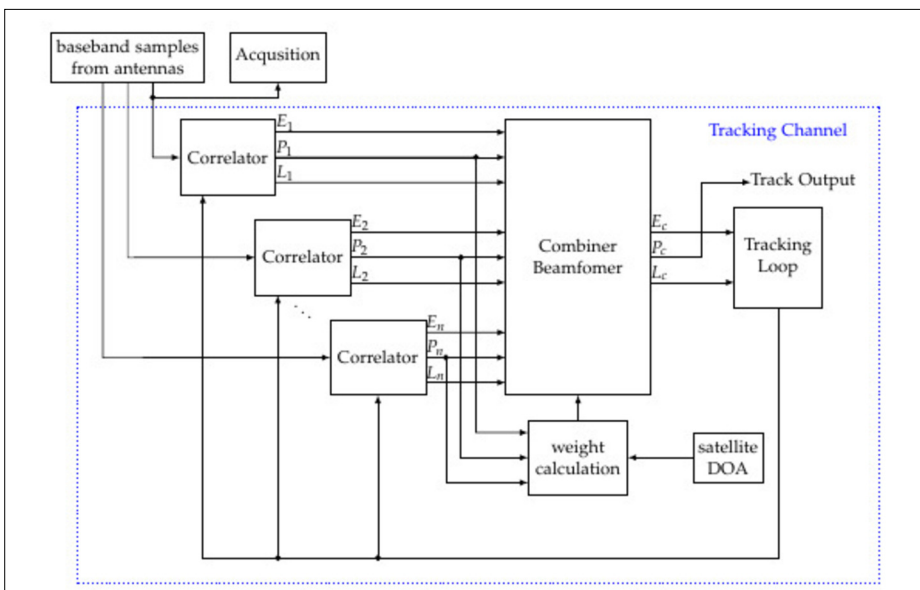 baseband samples
from antennas
Acqusition
Tracking Channel
Correlator
E1
P1
L1
Correlator
E2
P2
L2
Correlator
En
Pn
Ln
Combiner
Beamfomer
Ec
Pc
Lc
Track Output
Tracking
Loop
weight
calculation
satellite
DOA